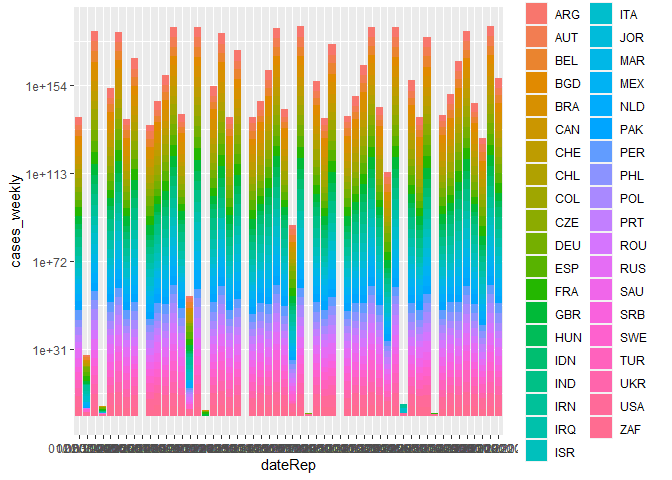 1e+154
1e+113
1e+72
1e+31
cases_weekly
dateRep
ARG
AUT
BEL
BGD
BRA
CAN
CHE
CHL
COL
CZE
DEU
ESP
FRA
GBR
HUN
IDN
IND
IRN
IRQ
ISR
ITA
JOR
MAR
MEX
NLD
PAK
PER
PHL
POL
PRT
ROU
RUS
SAU
SRB
SWE
TUR
UKR
USA
ZAF